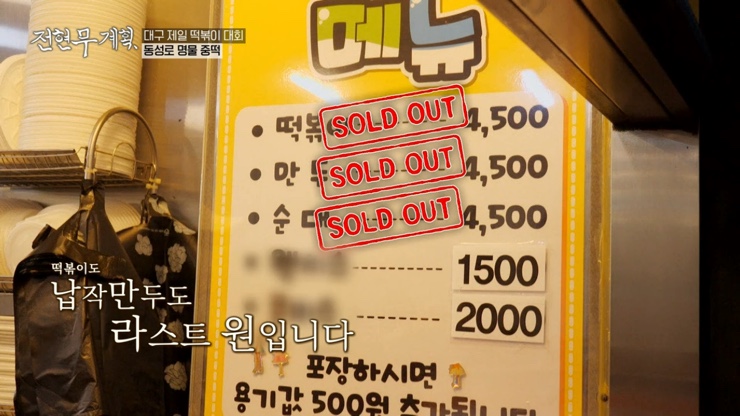 전현무계획
대구 제일 떡볶이 대회
동성로 명물 중떡
메뉴
• 떡볶 SOLD OUT 4,500
• 만두 SOLD OUT 4,500
• 순대 SOLD OUT 4,500
1500
2000
포장하시면
용기값 500원 추가됩니다
떡볶이도
납작만두도
라스트 원입니다